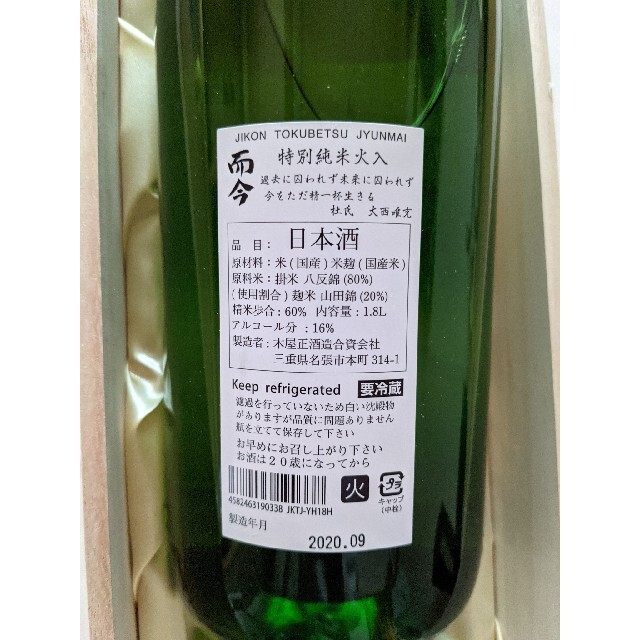 JIKON TOKUBETSU JYUNMAI
而今
特別純米火入
過去に囚われず未来に囚われず
今をただ精一杯生きる
杜氏 大西唯克
品 目： 日本酒
原材料：米(国産)米麹(国産米)
原料米：掛米 八反錦(80%)
(使用割合)麹米 山田錦(20%)
精米歩合：60% 内容量：1.8L
アルコール分 ：16%
製造者：木屋正酒造合資会社
三重県名張市本町 314-1
Keep refrigerated 要冷蔵
濾過を行っていないため白い沈殿物
がありますが品質に問題ありません
瓶を立てて保存して下さい
お早めにお召し上がり下さい
お酒は２０歳になってから
4582463190338 JKTJ-YH18H
火
プラ
キャップ
(中栓)
製造年月
2020.09